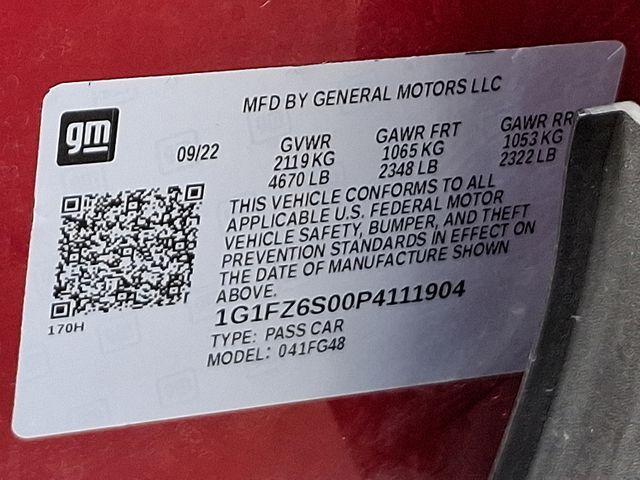 MFD BY GENERAL MOTORS LLC
gm
09/22
GVWR
2119 KG
4670 LB
GAWR FRT
1065 KG
2348 LB
GAWR RR
1053 KG
2322 LB
THIS VEHICLE CONFORMS TO ALL
APPLICABLE U.S. FEDERAL MOTOR
VEHICLE SAFETY, BUMPER, AND THEFT
PREVENTION STANDARDS IN EFFECT ON
THE DATE OF MANUFACTURE SHOWN
ABOVE.
170H
1G1FZ6S00P4111904
TYPE: PASS CAR
MODEL: 041FG48